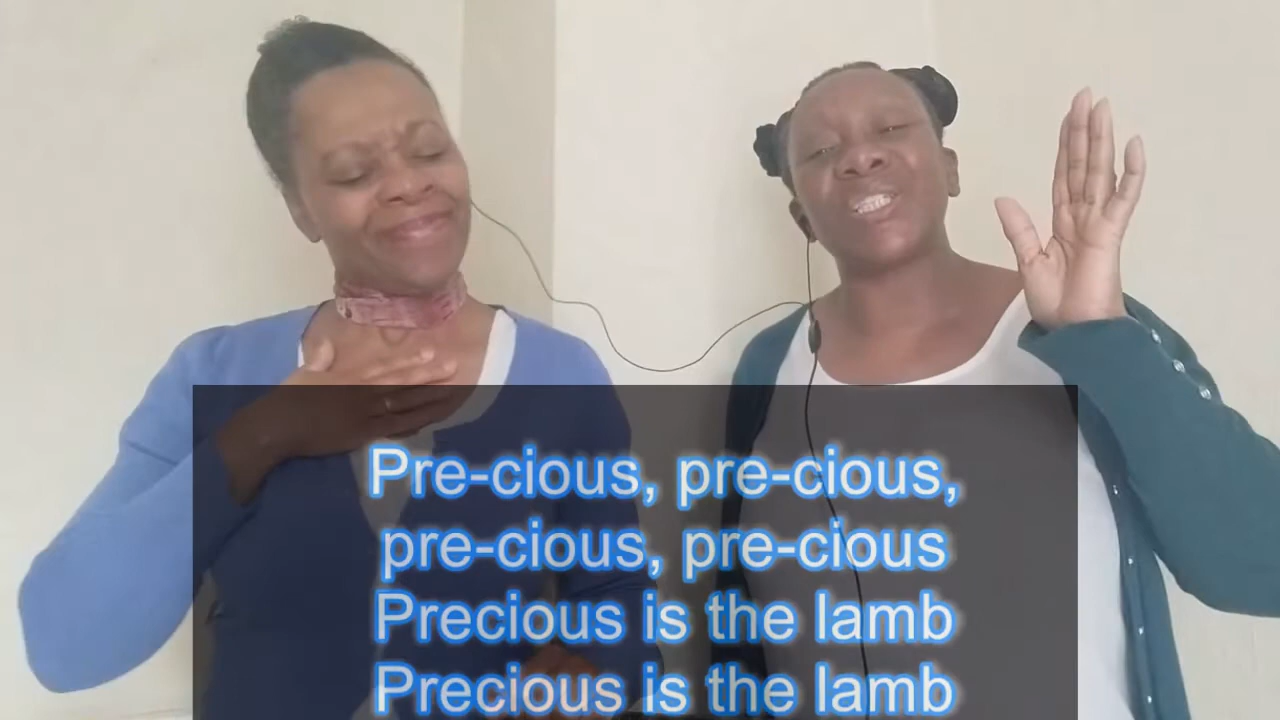 Pre-cious, pre-cious,
pre-cious, pre-cious
Precious is the lamb
Precious is the lamb